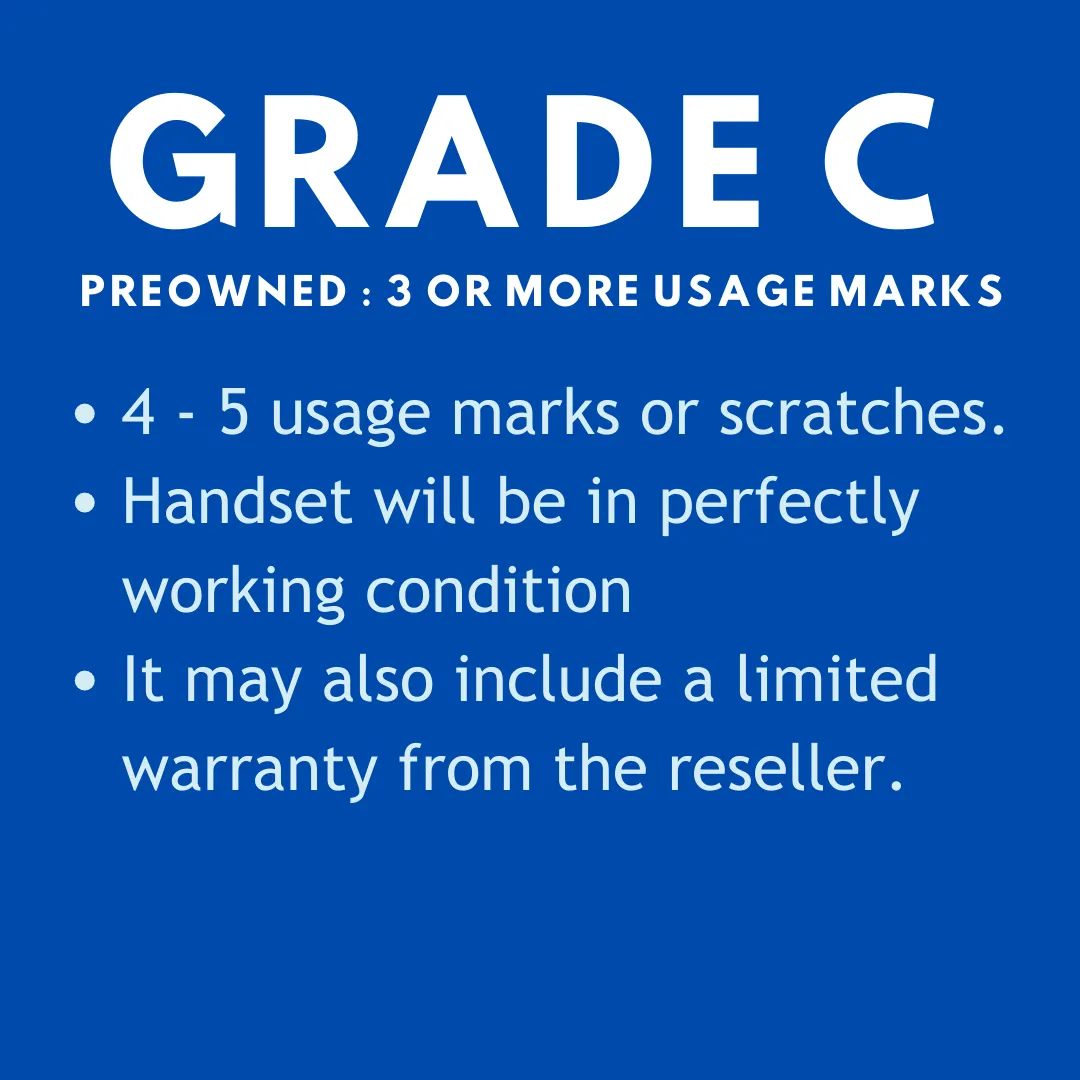 GRADE C
PREOWNED : 3 OR MORE USAGE MARKS
• 4 - 5 usage marks or scratches.
• Handset will be in perfectly
working condition
• It may also include a limited
warranty from the reseller.